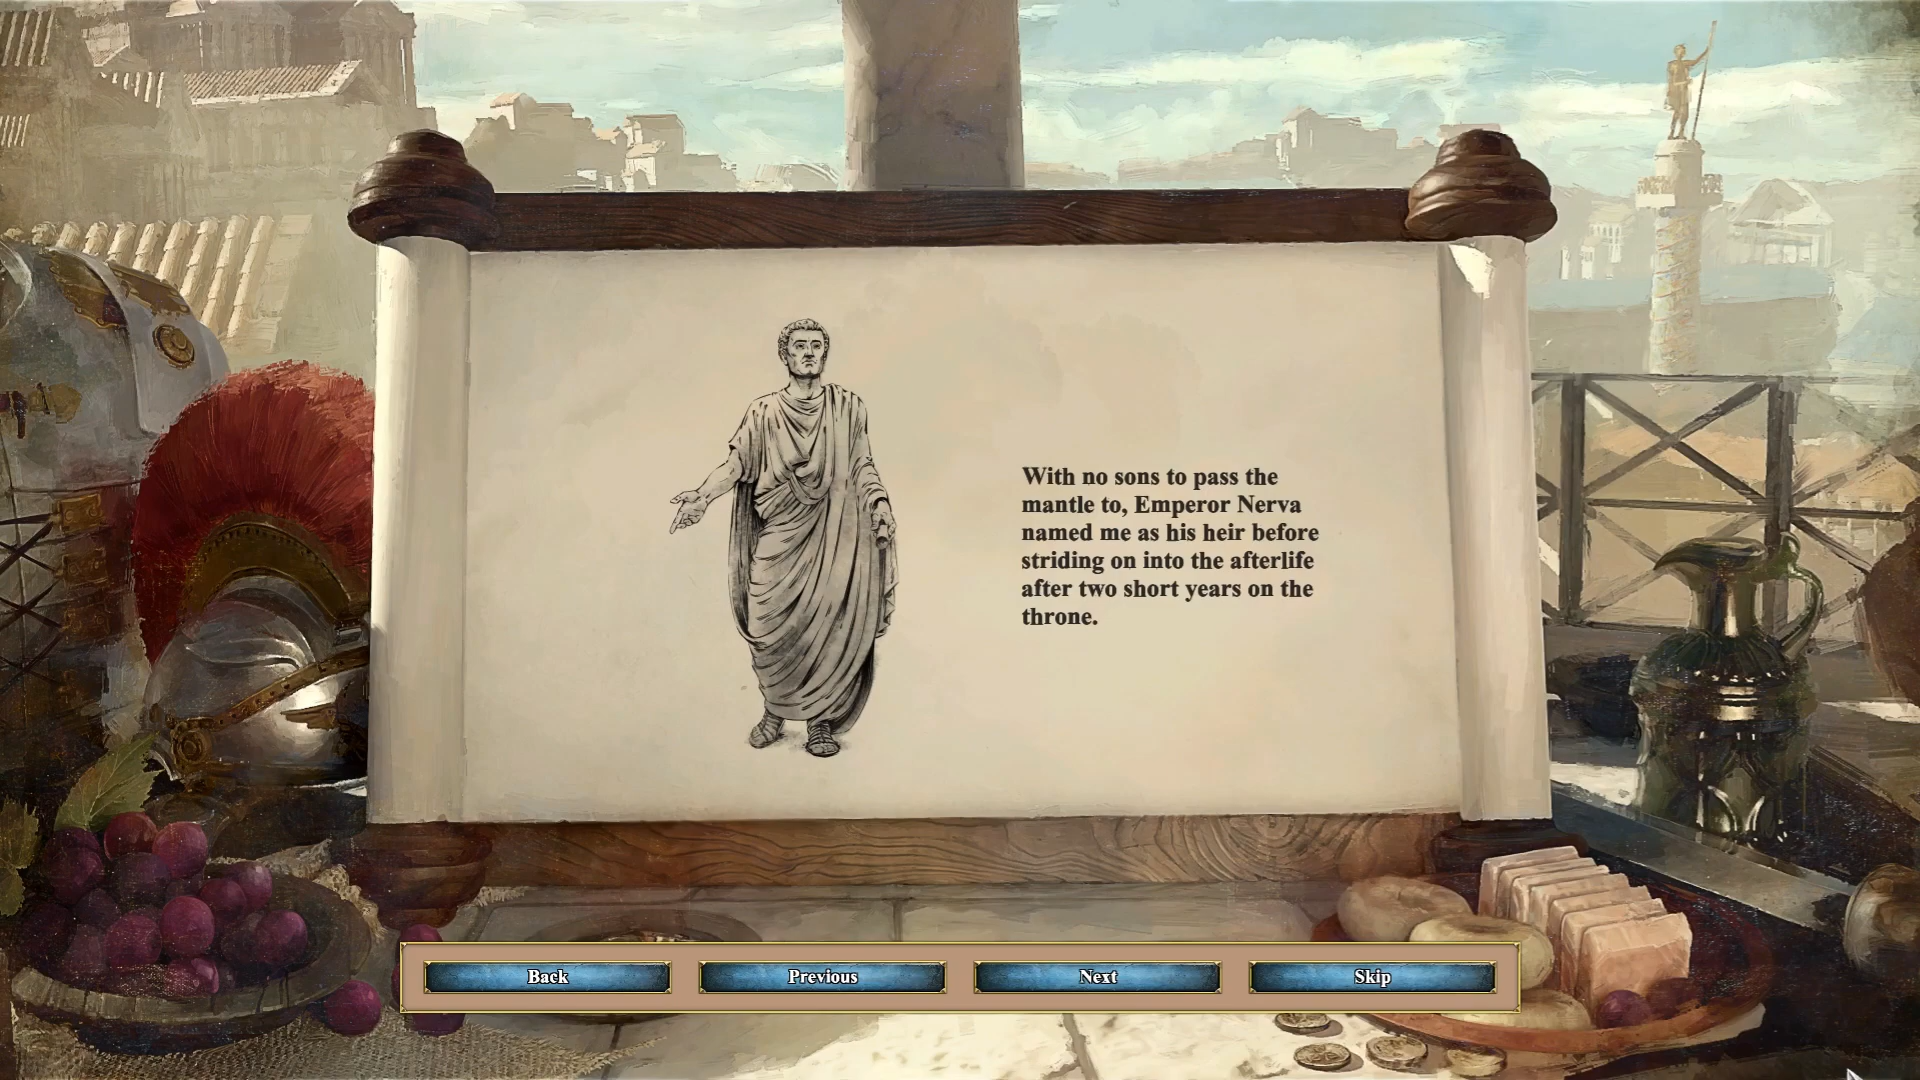 With no sons to pass the
mantle to, Emperor Nerva
named me as his heir before
striding on into the afterlife
after two short years on the
throne.
Back
Previous
Next
Skip